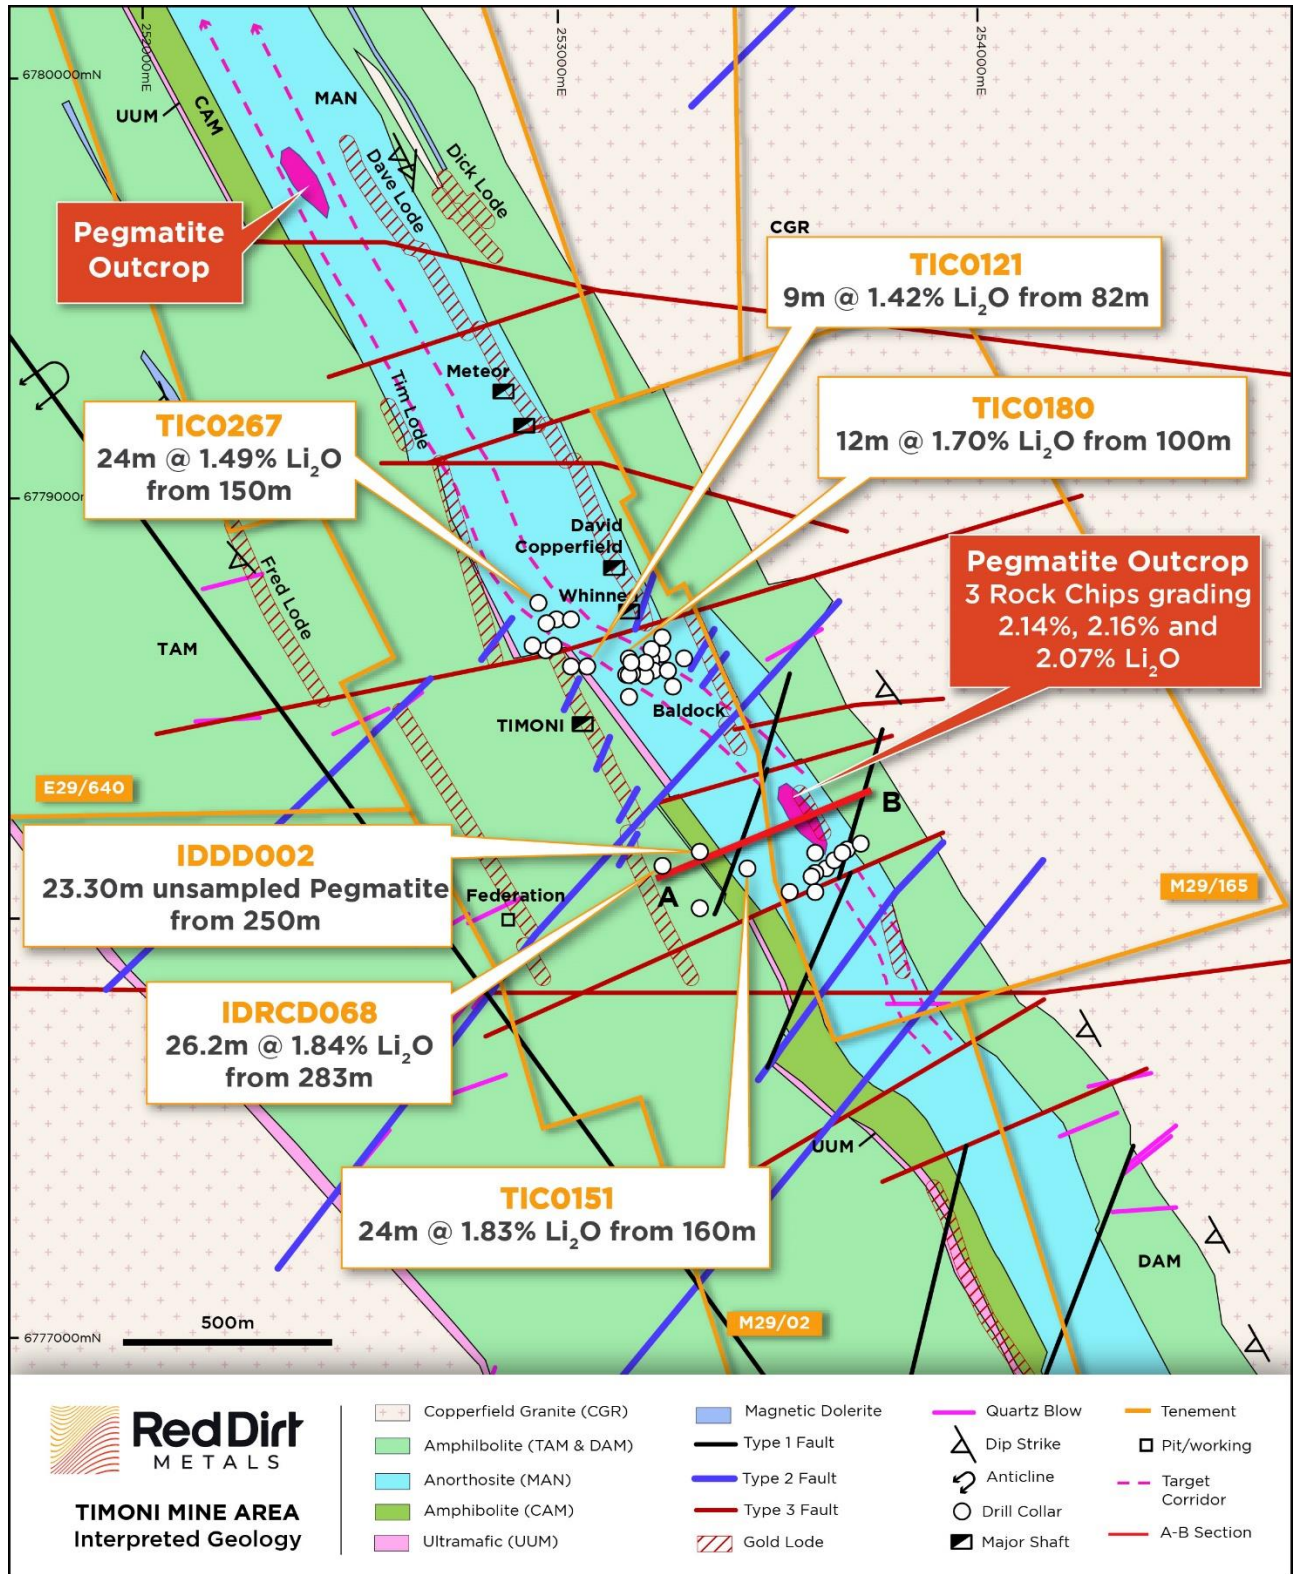 252000mE
253000mE
254000mE
6780000mN
UUM
CAM
MAN
Dave Lode
Dick Lode
Pegmatite
Outcrop
CGR
TIC0121
9m @ 1.42% Li₂O from 82m
Meteor
Tim Lode
TIC0267
24m @ 1.49% Li₂O
from 150m
TIC0180
12m @ 1.70% Li₂O from 100m
6779000m
David
Copperfield
Whinne
Fred Lode
TAM
Pegmatite Outcrop
3 Rock Chips grading
2.14%, 2.16% and
2.07% Li₂O
TIMONI
Baldock
E29/640
B
IDDD002
23.30m unsampled Pegmatite
from 250m
A
Federation
M29/165
IDRCD068
26.2m @ 1.84% Li₂O
from 283m
UUM
TIC0151
24m @ 1.83% Li₂O from 160m
DAM
500m
6777000mN
M29/02
Red Dirt
METALS
TIMONI MINE AREA
Interpreted Geology
Copperfield Granite (CGR)
Amphilbolite (TAM & DAM)
Anorthosite (MAN)
Amphibolite (CAM)
Ultramafic (UUM)
Magnetic Dolerite
Type 1 Fault
Type 2 Fault
Type 3 Fault
Gold Lode
Quartz Blow
Dip Strike
Anticline
Drill Collar
Major Shaft
Tenement
Pit/working
Target
Corridor
A-B Section